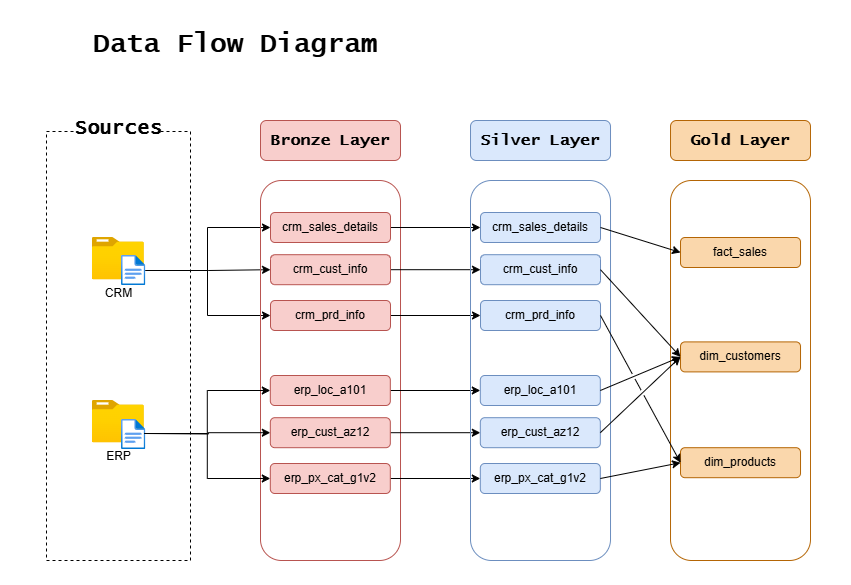 Data Flow Diagram
Sources
Bronze Layer
Silver Layer
Gold Layer
CRM
ERP
crm_sales_details
crm_cust_info
crm_prd_info
erp_loc_a101
erp_cust_az12
erp_px_cat_g1v2
crm_sales_details
crm_cust_info
crm_prd_info
erp_loc_a101
erp_cust_az12
erp_px_cat_g1v2
fact_sales
dim_customers
dim_products